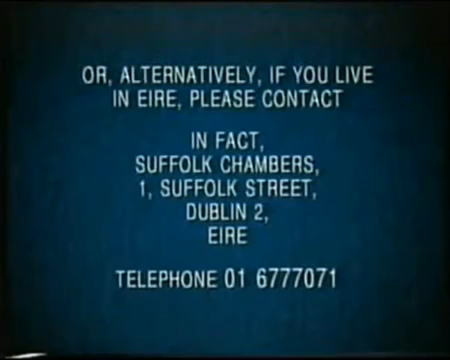 OR, ALTERNATIVELY, IF YOU LIVE
IN EIRE, PLEASE CONTACT
IN FACT,
SUFFOLK CHAMBERS,
1, SUFFOLK STREET,
DUBLIN 2,
EIRE
TELEPHONE 01 6777071